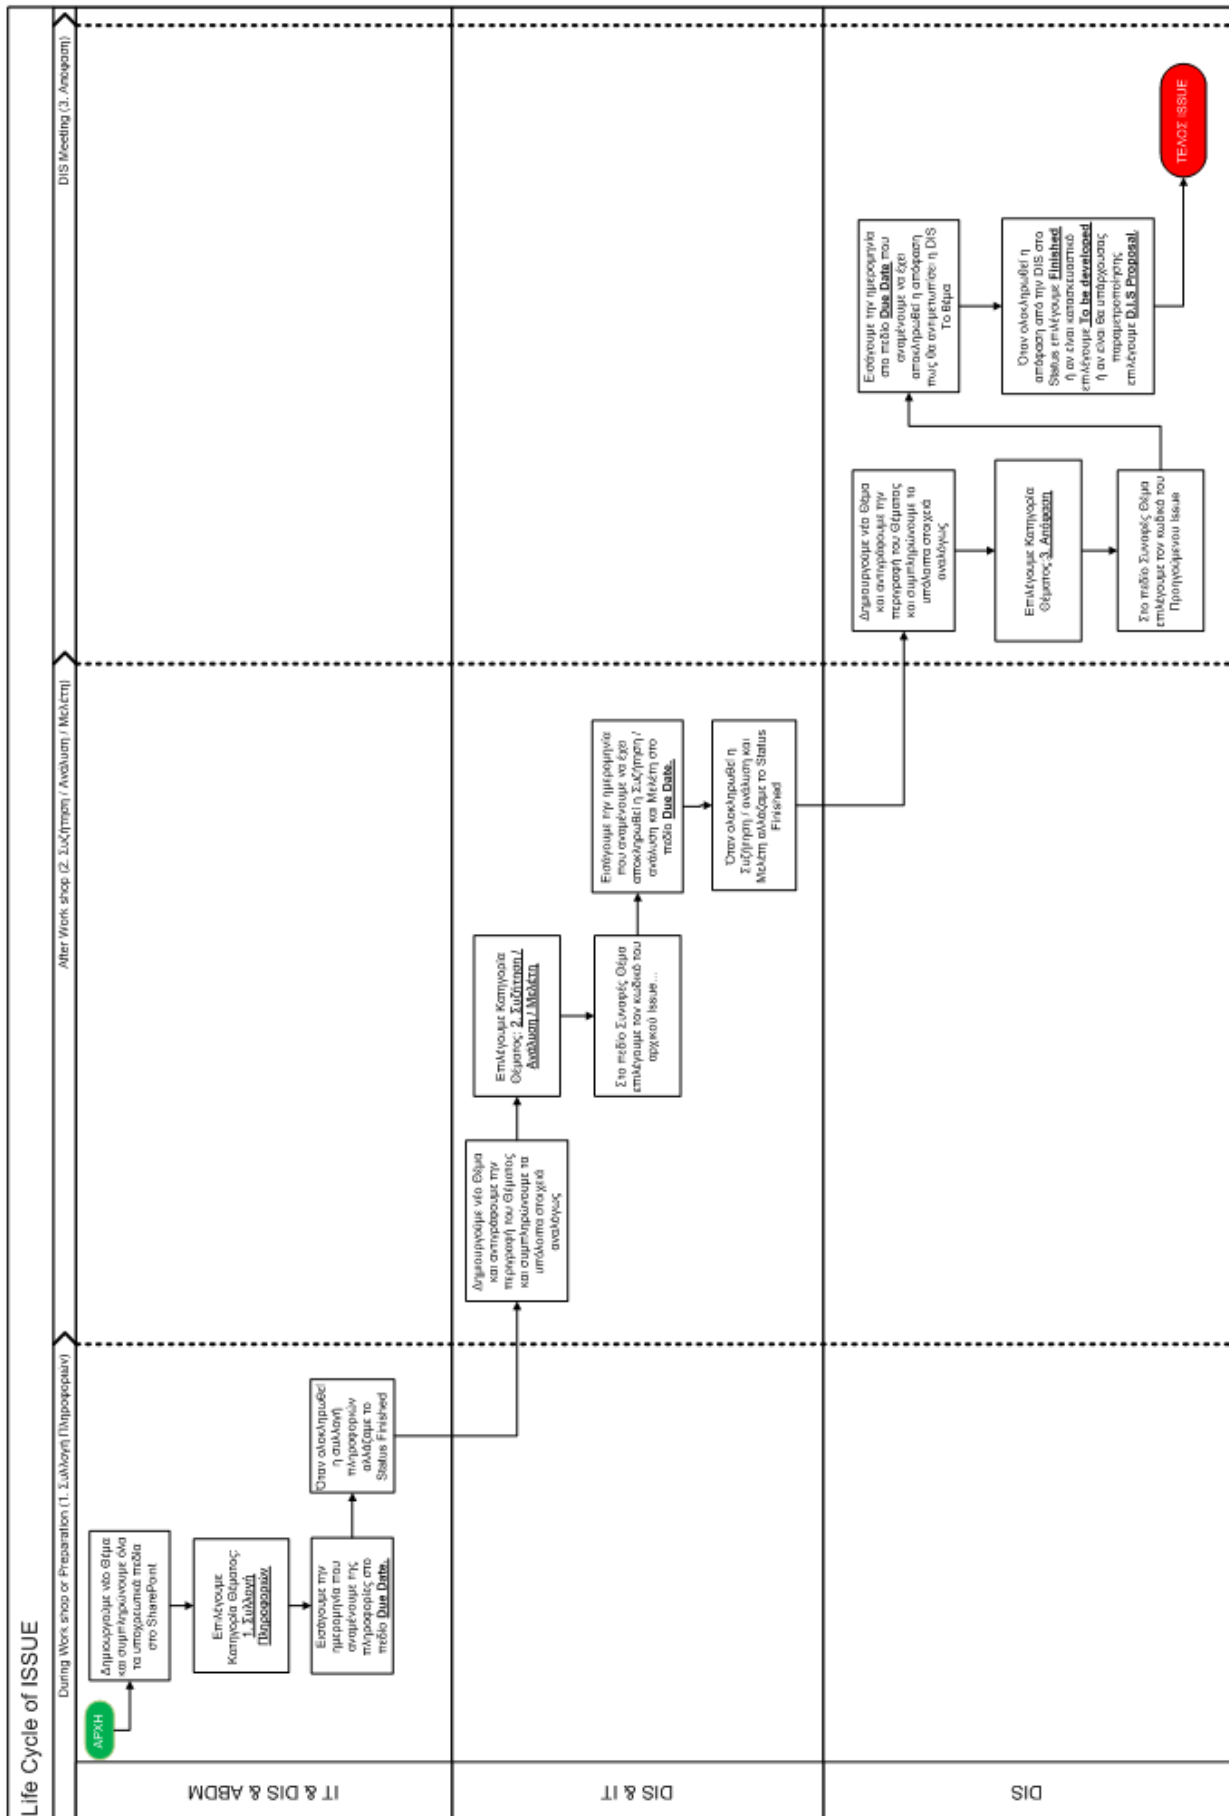 Life Cycle of ISSUE
During Work shop or Preparation (1. Συλλογή Πληροφοριών)
After Work shop (2. Συζήτηση / Ανάλυση / Μελέτη)
DIS Meeting (3. Απόφαση)
IT & DIS & ABDM
ΑΡΧΗ
Δημιουργούμε νέο Θέμα
και συμπληρώνουμε όλα
τα υποχρεωτικά πεδία
στο SharePoint
Επιλέγουμε
Κατηγορία Θέματος:
1. Συλλογή
Πληροφοριών
Εισάγουμε την
ημερομηνία που
αναμένουμε της
πληροφορίες στο
πεδίο Due Date.
Όταν ολοκληρωθεί
η συλλογή
πληροφοριών
αλλάζαμε το
Status Finished
DIS & IT
Δημιουργούμε νέο Θέμα
και αντιγράφουμε την
περιγραφή του Θέματος
και συμπληρώνουμε τα
υπόλοιπα στοιχεία
αναλόγως
Επιλέγουμε Κατηγορία
Θέματος: 2. Συζήτηση /
Ανάλυση / Μελέτη
Στο πεδίο Συναφές Θέμα
επιλέγουμε τον κωδικό του
αρχικού Issue...
Εισάγουμε την ημερομηνία
που αναμένουμε να έχει
αποκληρωθεί η Συζήτηση /
ανάλυση και Μελέτη στο
πεδίο Due Date.
Όταν ολοκληρωθεί η
Συζήτηση / ανάλυση και
Μελέτη αλλάζαμε το Status
Finished
DIS
Δημιουργούμε νέο Θέμα
και αντιγράφουμε την
περιγραφή του Θέματος
και συμπληρώνουμε τα
υπόλοιπα στοιχεία
αναλόγως
Επιλέγουμε Κατηγορία
Θέματος: 3. Απόφαση
Στο πεδίο Συναφές Θέμα
επιλέγουμε τον κωδικό του
Προηγούμενου Issue
Εισάγουμε την ημερομηνία
στο πεδίο Due Date που
αναμένουμε να έχει
αποκληρωθεί η απόφαση
πως θα αντιμετωπίσει η DIS
Το Θέμα
Όταν ολοκληρωθεί η
απόφαση από την DIS στο
Status επιλέγουμε Finished
ή αν είναι κατασκευαστικό
επιλέγουμε To be developed
ή αν είναι θα υπάρχουσας
παραμετροποίησης
επιλέγουμε D.I.S Proposal.
ΤΕΛΟΣ ISSUE